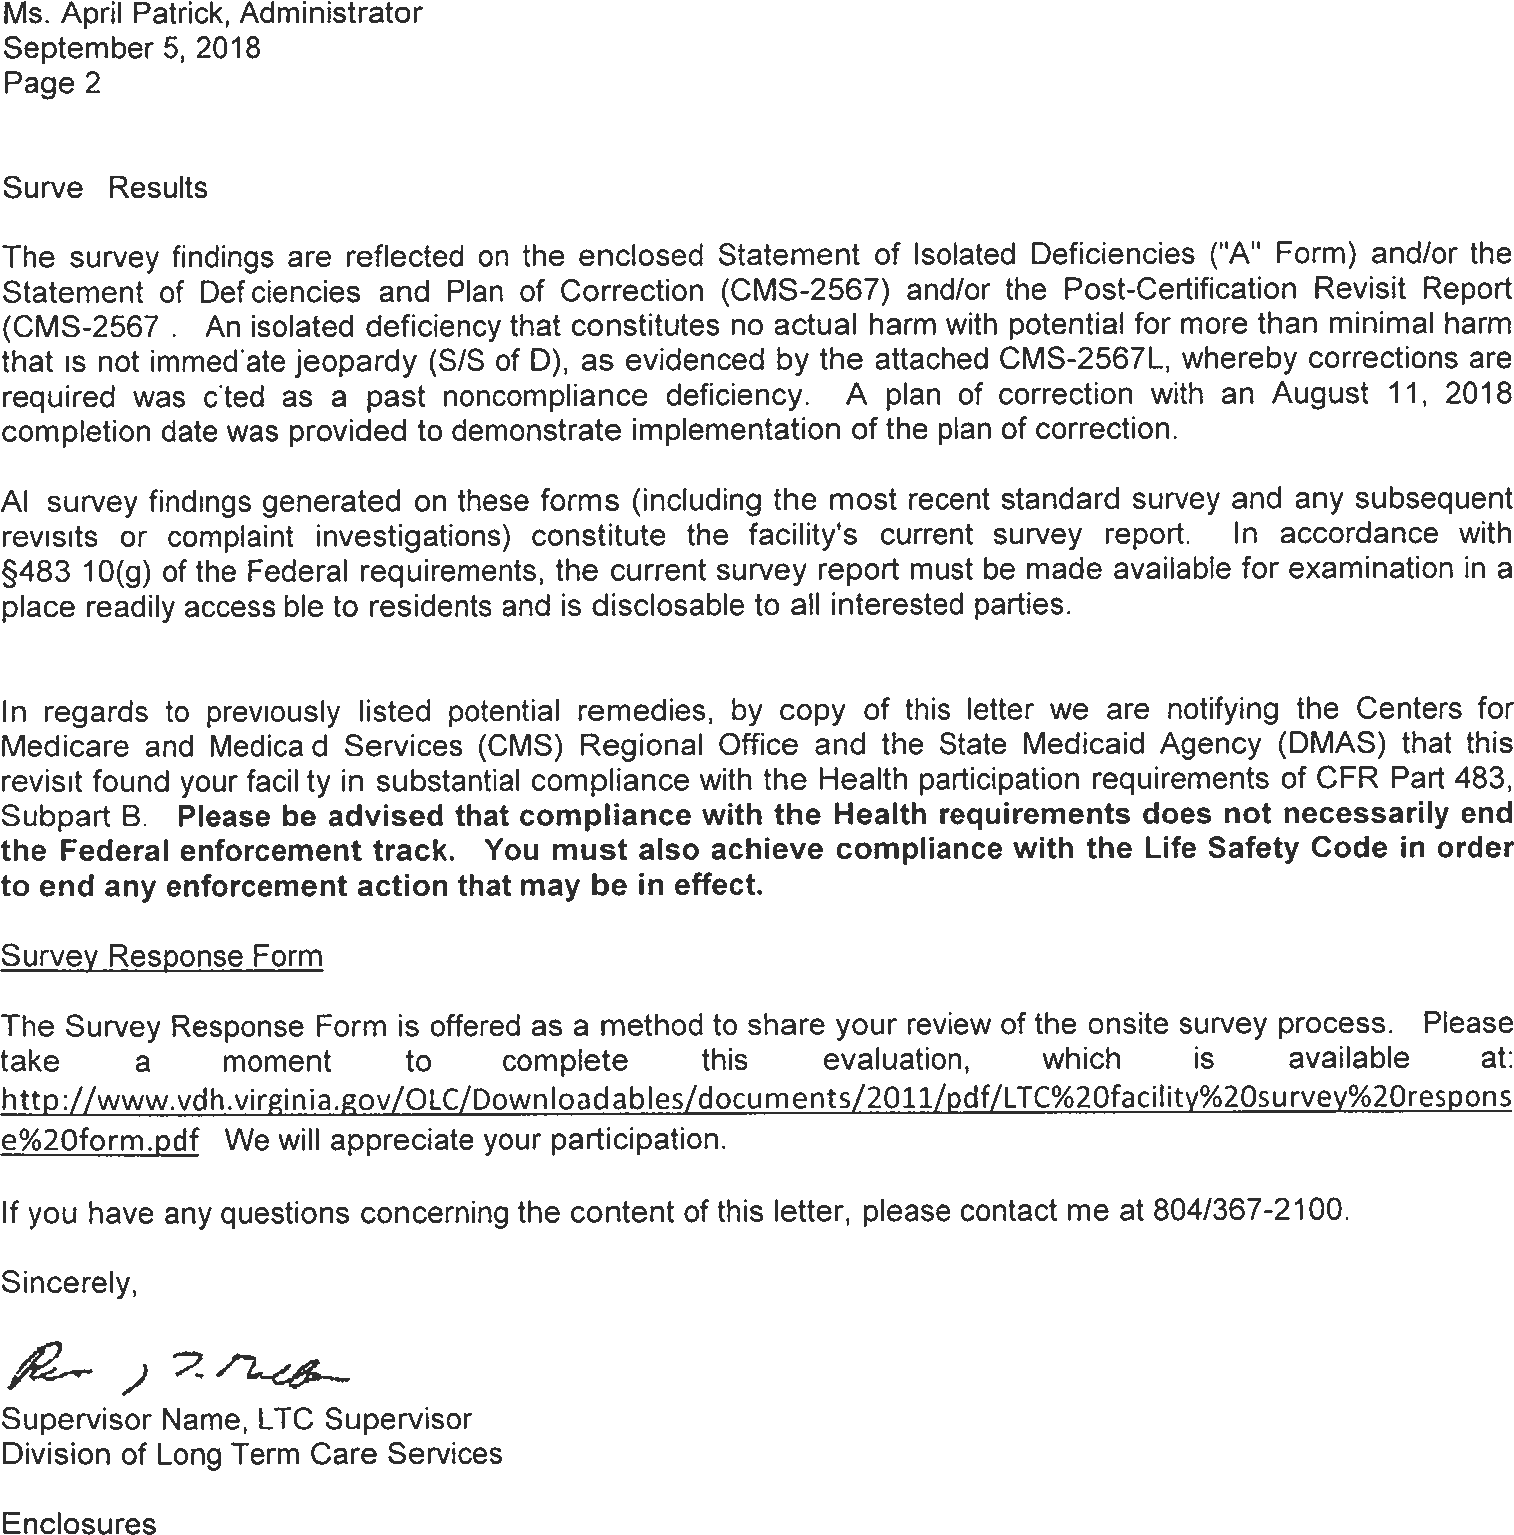 Ms. April Patrick, Administrator
September 5, 2018
Page 2
Surve Results
The survey findings are reflected on the enclosed Statement of Isolated Deficiencies ("A" Form) and/or the
Statement of Def ciencies and Plan of Correction (CMS-2567) and/or the Post-Certification Revisit Report
(CMS-2567 . An isolated deficiency that constitutes no actual harm with potential for more than minimal harm
that is not immed'ate jeopardy (S/S of D), as evidenced by the attached CMS-2567L, whereby corrections are
required was c'ted as a past noncompliance deficiency. A plan of correction with an August 11, 2018
completion date was provided to demonstrate implementation of the plan of correction.
Al survey findings generated on these forms (including the most recent standard survey and any subsequent
revisits or complaint investigations) constitute the facility's current survey report. In accordance with
§483 10(g) of the Federal requirements, the current survey report must be made available for examination in a
place readily access ble to residents and is disclosable to all interested parties.
In regards to previously listed potential remedies, by copy of this letter we are notifying the Centers for
Medicare and Medica d Services (CMS) Regional Office and the State Medicaid Agency (DMAS) that this
revisit found your facil ty in substantial compliance with the Health participation requirements of CFR Part 483,
Subpart B. Please be advised that compliance with the Health requirements does not necessarily end
the Federal enforcement track. You must also achieve compliance with the Life Safety Code in order
to end any enforcement action that may be in effect.
Survey Response Form
The Survey Response Form is offered as a method to share your review of the onsite survey process. Please
take a moment to complete this evaluation, which is available at:
http://www.vdh.virginia.gov/OLC/Downloadables/documents/2011/pdf/LTC%20facility%20survey%20respons
e%20form.pdf We will appreciate your participation.
If you have any questions concerning the content of this letter, please contact me at 804/367-2100.
Sincerely,
Supervisor Name, LTC Supervisor
Division of Long Term Care Services
Enclosures